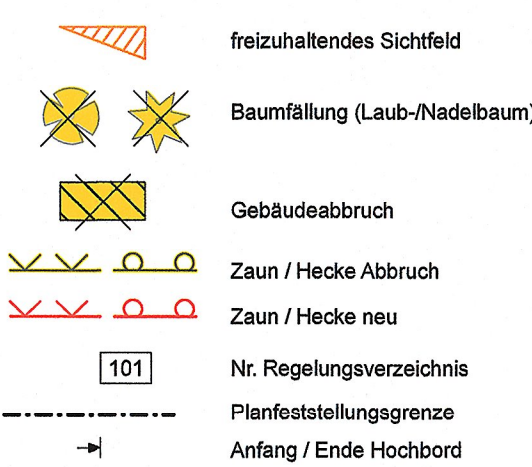 freizuhaltendes Sichtfeld
Baumfällung (Laub-/Nadelbaum)
Gebäudeabbruch
Zaun / Hecke Abbruch
Zaun / Hecke neu
101 Nr. Regelungsverzeichnis
Planfeststellungsgrenze
Anfang / Ende Hochbord